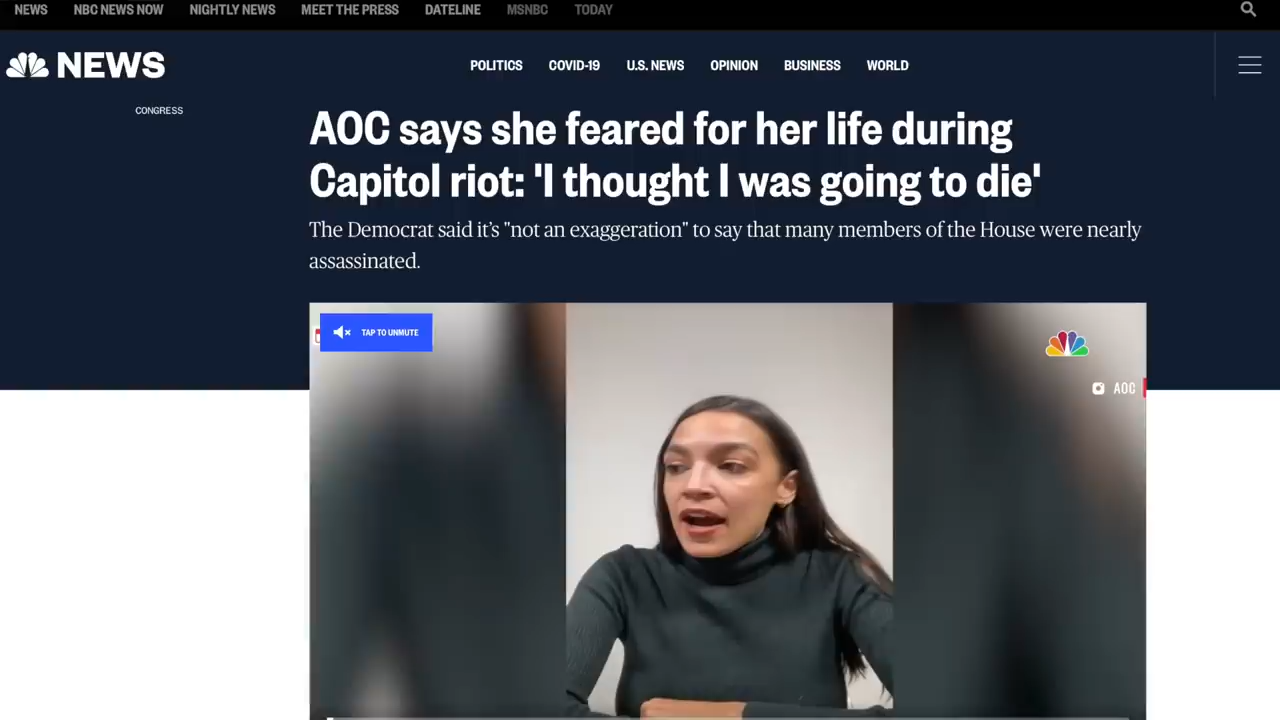 NEWS NBC NEWS NOW NIGHTLY NEWS MEET THE PRESS DATELINE MSNBC TODAY
NEWS POLITICS COVID-19 U.S. NEWS OPINION BUSINESS WORLD
CONGRESS
AOC says she feared for her life during
Capitol riot: 'I thought I was going to die'
The Democrat said it’s "not an exaggeration" to say that many members of the House were nearly
assassinated.
TAP TO UNMUTE
AOC